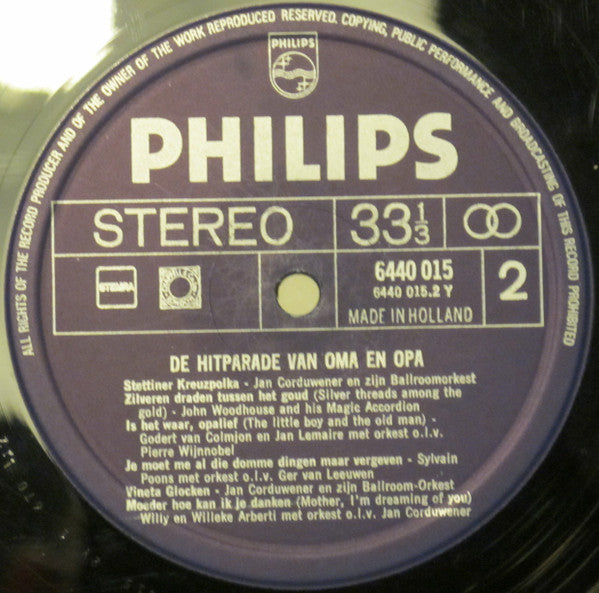 ALL RIGHTS OF THE RECORD PRODUCER AND OF THE OWNER OF THE WORK REPRODUCED RESERVED. COPYING, PUBLIC PERFORMANCE AND BROADCASTING OF THIS RECORD PROHIBITED
PHILIPS
PHILIPS
STEREO 33 1/3
STEMRA 6440 015 2
6440 015.2 Y
MADE IN HOLLAND
DE HITPARADE VAN OMA EN OPA
Stettiner Kreuzpolka - Jan Corduwener en zijn Ballroomorkest
Zilveren draden tussen het goud (Silver threads among the
gold) - John Woodhouse and his Magic Accordion
Is het waar, opalief (The little boy and the old man) -
Godert van Colmjon en Jan Lemaire met orkest o.l.v.
Pierre Wijnnobel
Je moet me al die domme dingen maar vergeven - Sylvain
Poons met orkest o.l.v. Ger van Leeuwen
Vineta Glocken - Jan Corduwener en zijn Ballroom-Orkest
Moeder hoe kan ik je danken (Mother, I'm dreaming of you)
Willy en Willeke Alberti met orkest o.l.v. Jan Corduwener